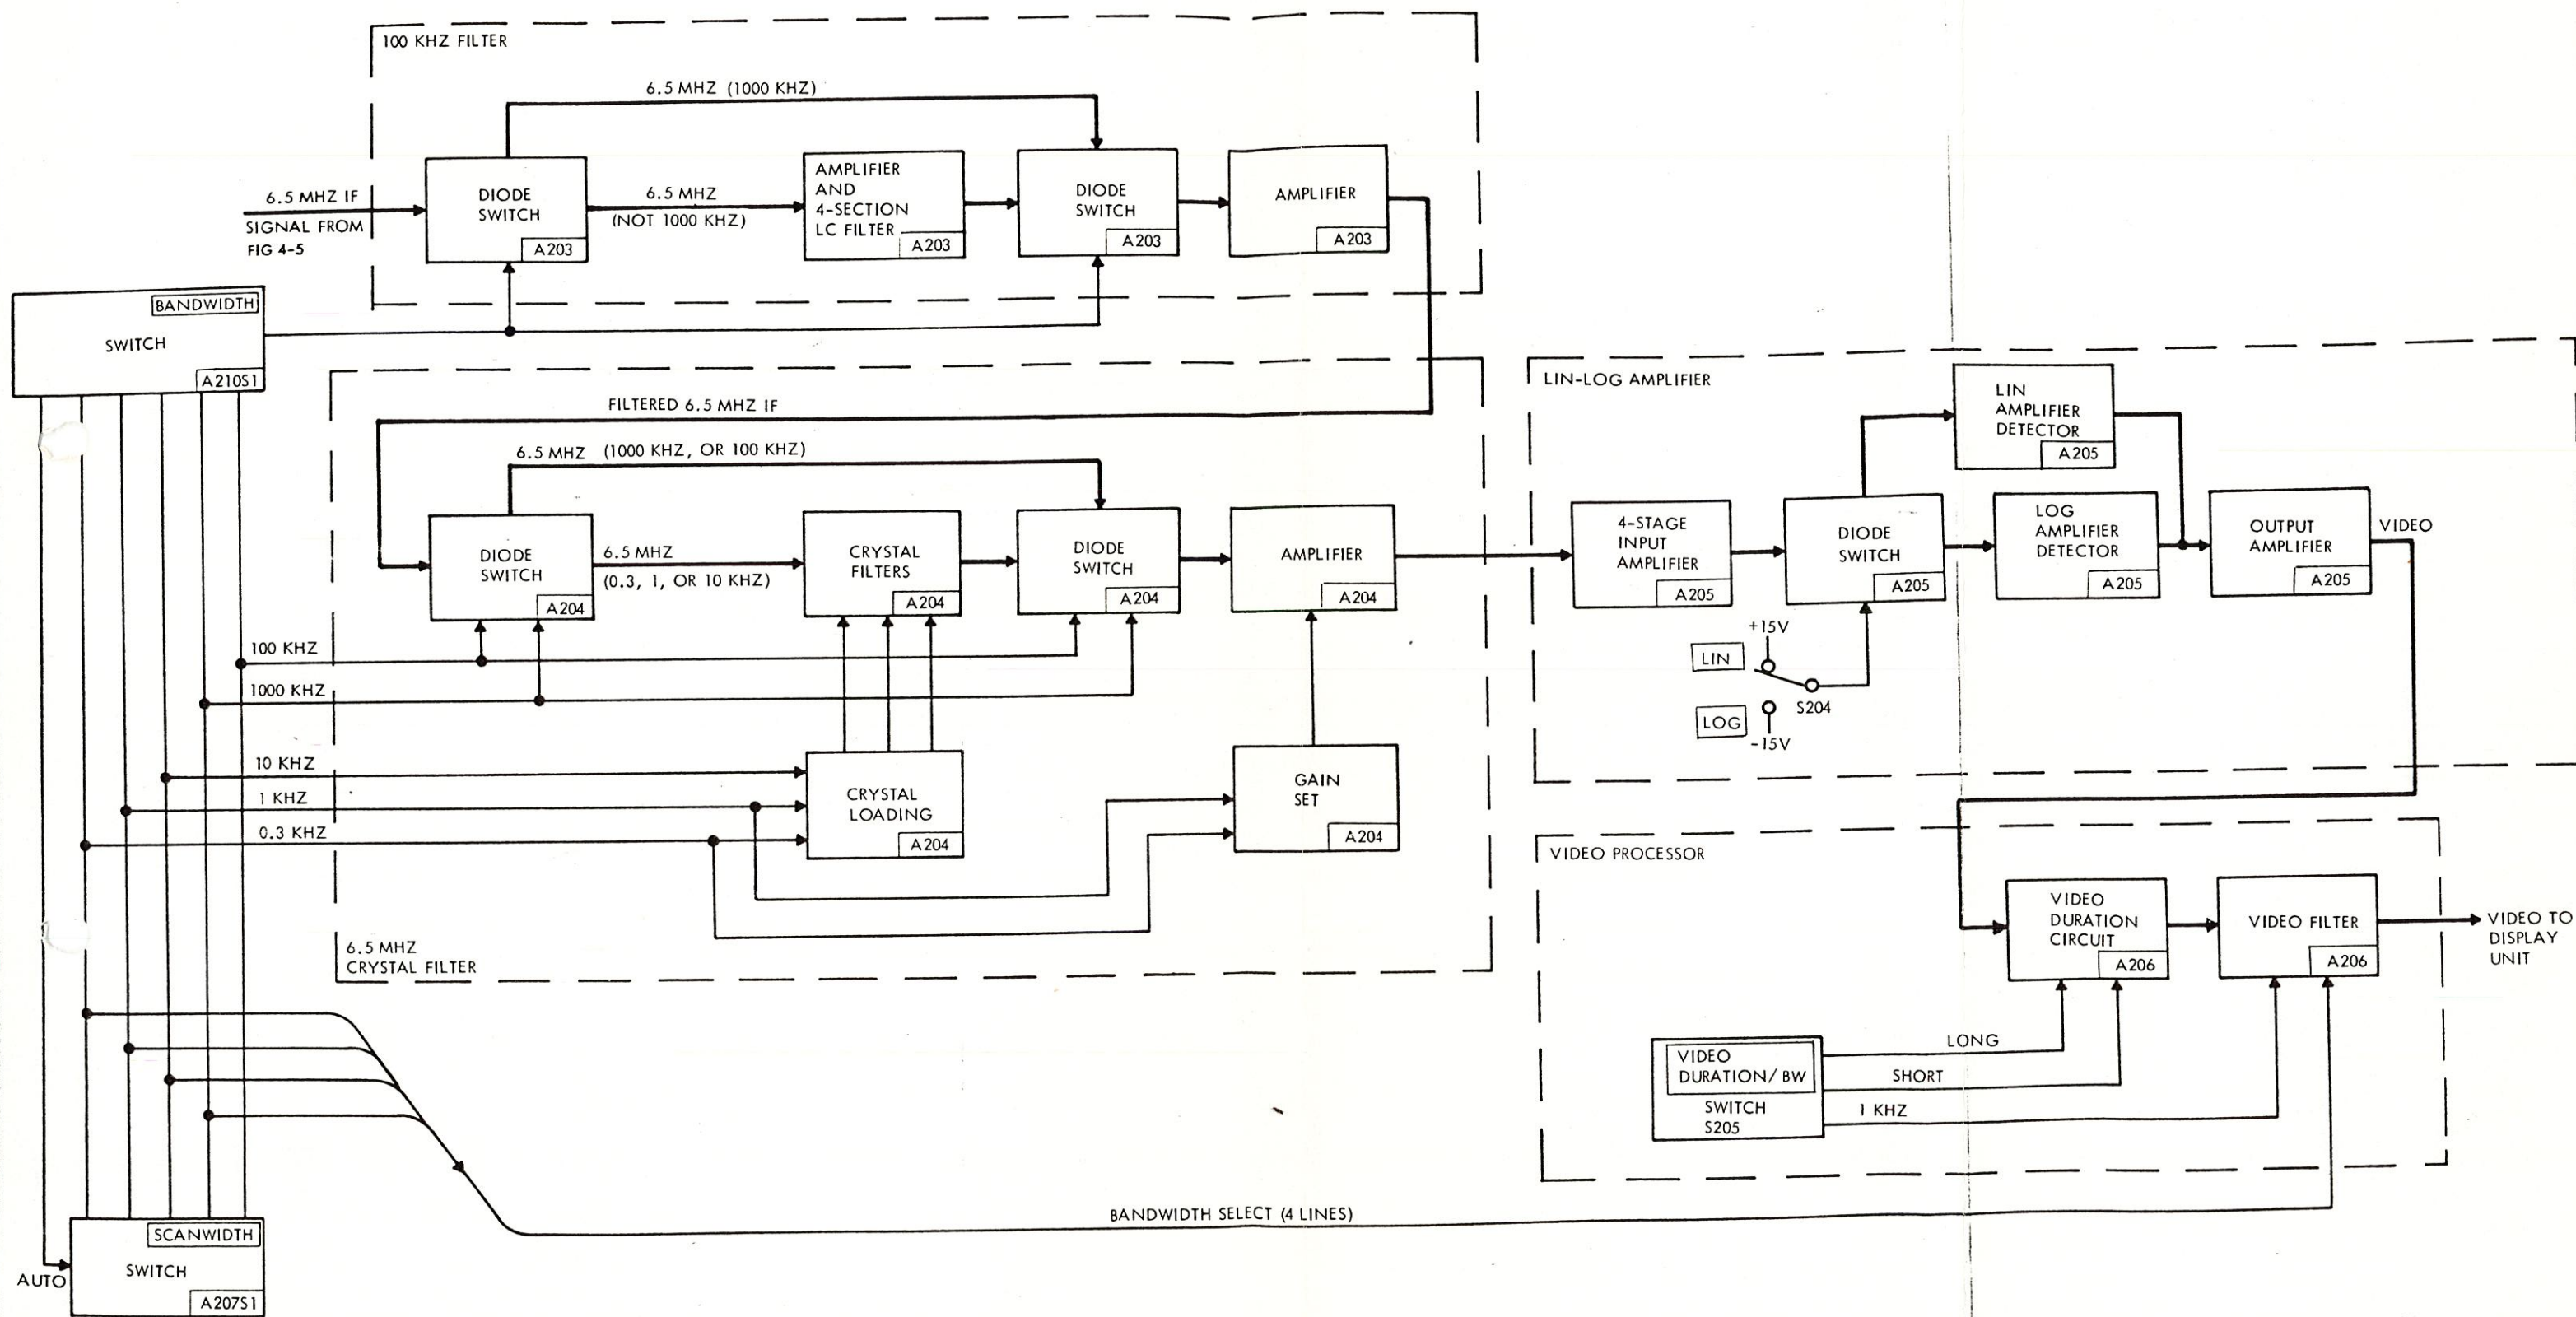 100 KHZ FILTER
6.5 MHZ (1000 KHZ)
6.5 MHZ IF
SIGNAL FROM
FIG 4-5
DIODE
SWITCH
A203
6.5 MHZ
(NOT 1000 KHZ)
AMPLIFIER
AND
4-SECTION
LC FILTER
A203
DIODE
SWITCH
A203
AMPLIFIER
A203
BANDWIDTH
SWITCH
A210S1
FILTERED 6.5 MHZ IF
6.5 MHZ (1000 KHZ, OR 100 KHZ)
DIODE
SWITCH
A204
6.5 MHZ
(0.3, 1, OR 10 KHZ)
CRYSTAL
FILTERS
A204
DIODE
SWITCH
A204
AMPLIFIER
A204
100 KHZ
1000 KHZ
10 KHZ
1 KHZ
0.3 KHZ
CRYSTAL
LOADING
A204
GAIN
SET
A204
6.5 MHZ
CRYSTAL FILTER
LIN-LOG AMPLIFIER
LIN
AMPLIFIER
DETECTOR
A205
4-STAGE
INPUT
AMPLIFIER
A205
DIODE
SWITCH
A205
LOG
AMPLIFIER
DETECTOR
A205
OUTPUT
AMPLIFIER
A205
VIDEO
+15V
LIN
S204
LOG
-15V
VIDEO PROCESSOR
VIDEO
DURATION
CIRCUIT
A206
VIDEO FILTER
A206
VIDEO TO
DISPLAY
UNIT
VIDEO
DURATION/BW
SWITCH
S205
LONG
SHORT
1 KHZ
BANDWIDTH SELECT (4 LINES)
SCANWIDTH
SWITCH
A207S1
AUTO